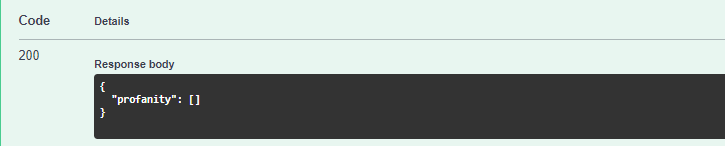 Code Details
200
Response body
{
  "profanity": []
}